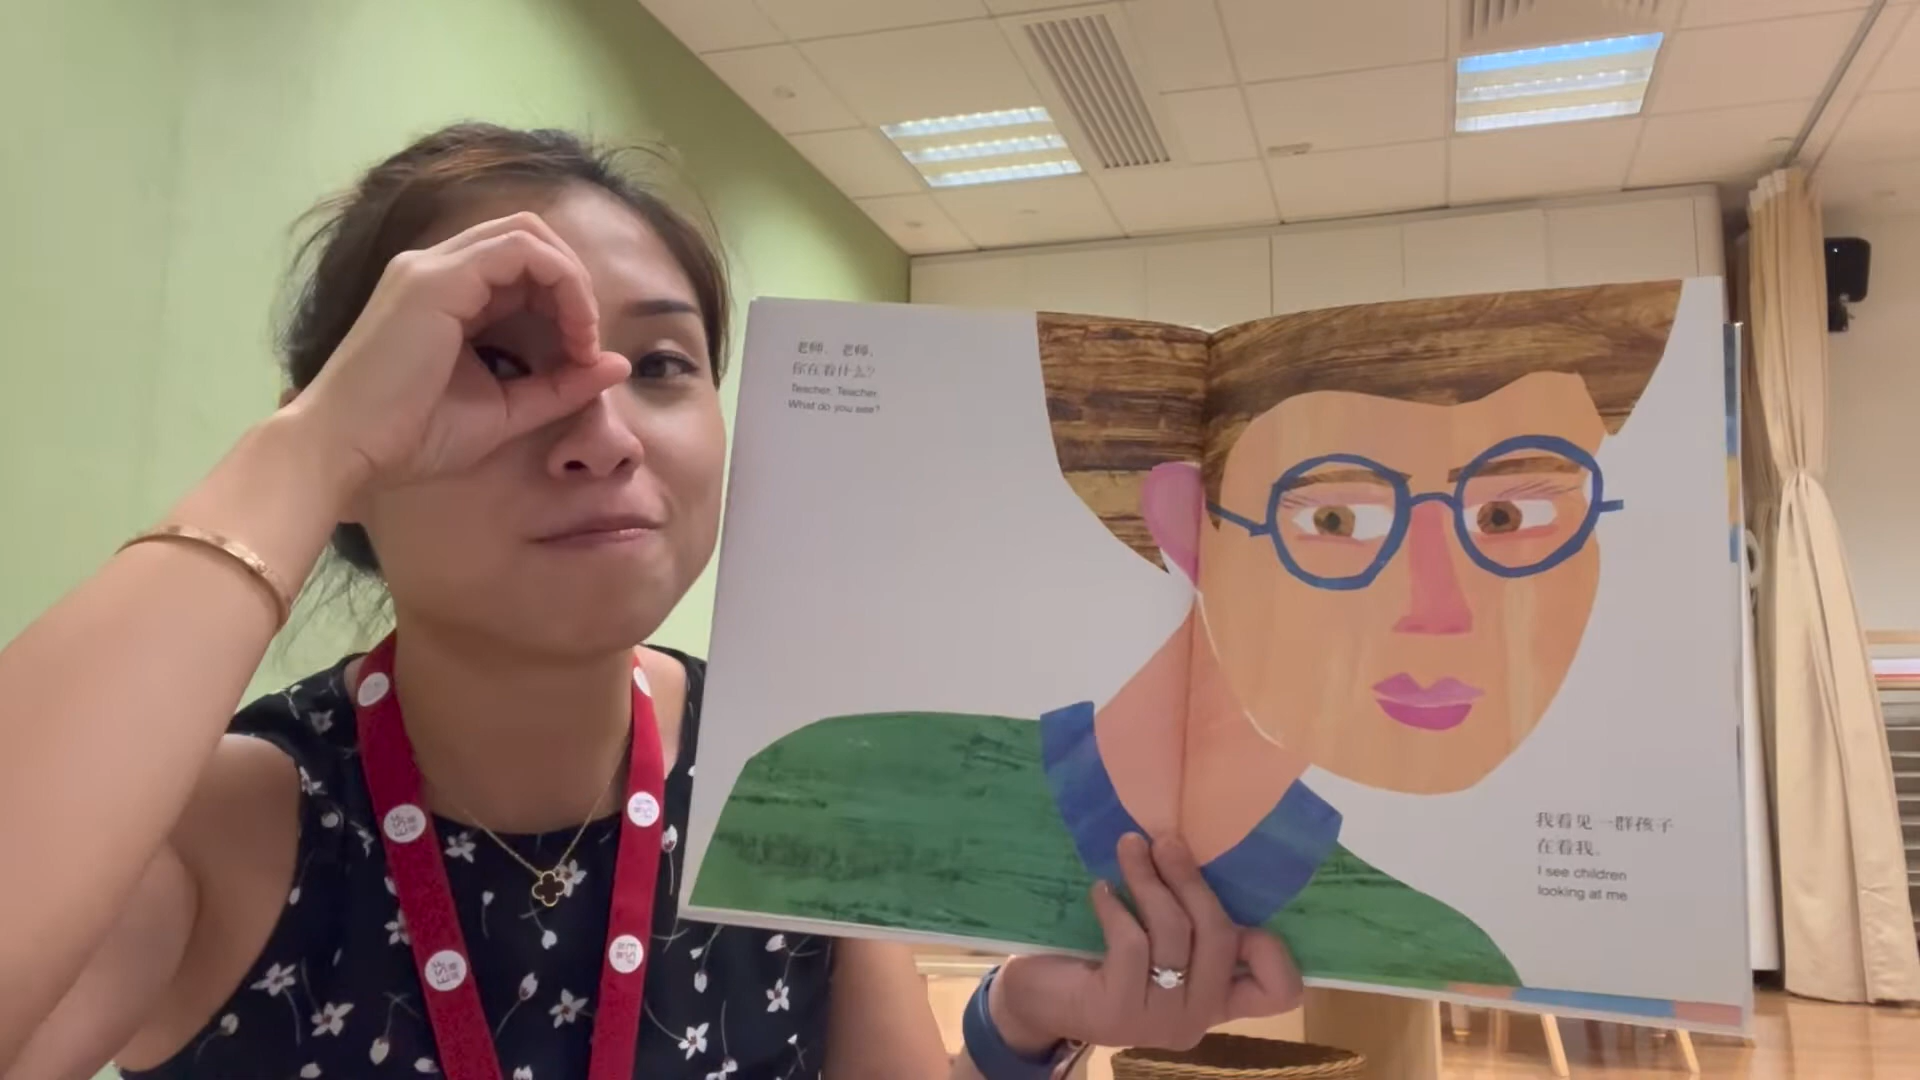 老师，老师，
你在看什么？
Teacher, Teacher,
What do you see?
我看见一群孩子
在看我。
I see children
looking at me